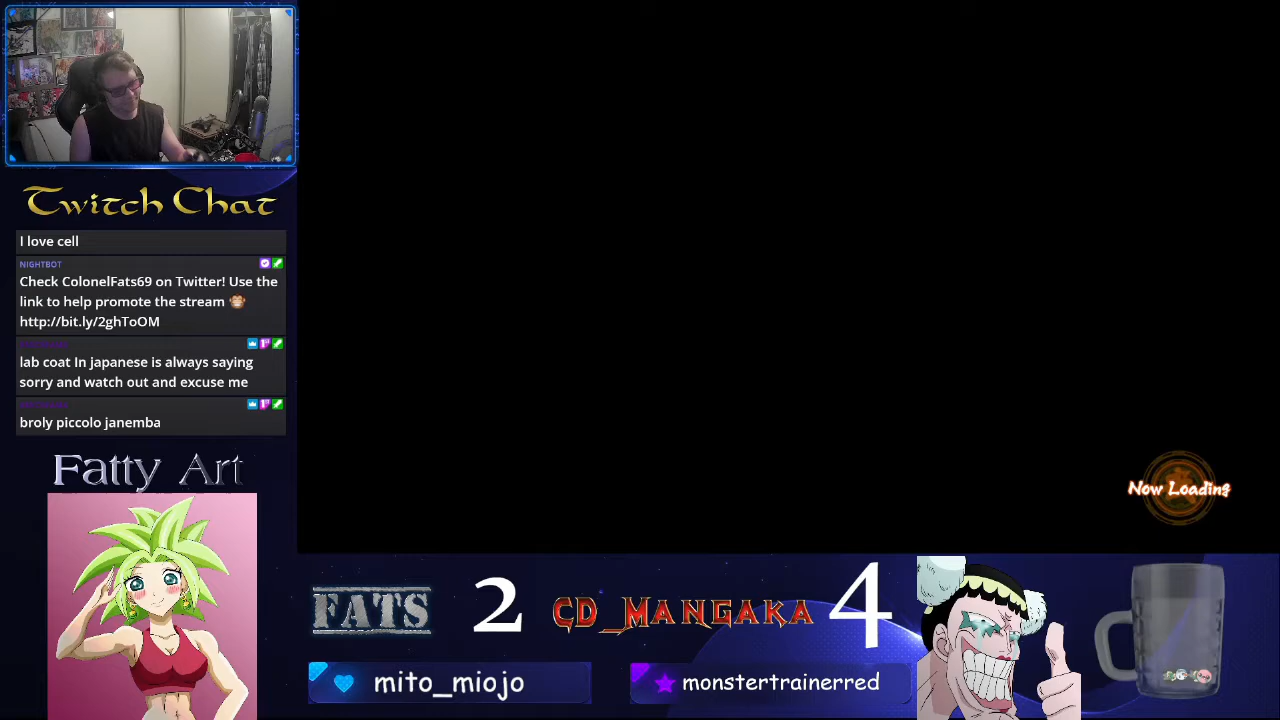 Twitch Chat
I love cell
NIGHTBOT
Check ColonelFats69 on Twitter! Use the
link to help promote the stream
http://bit.ly/2ghToOM
lab coat In japanese is always saying
sorry and watch out and excuse me
broly piccolo janemba
Fatty Art
Now Loading
FATS 2 CD_MANGAKA 4
mito_miojo
monstertrainerred